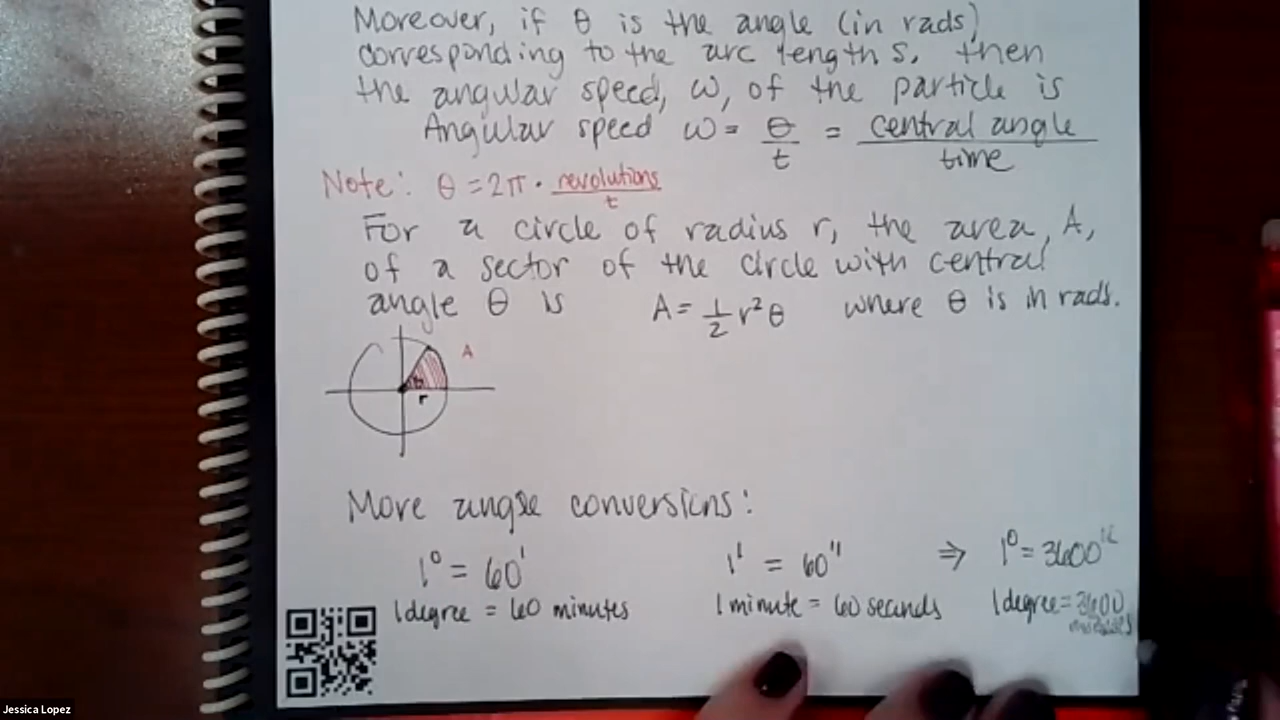 Moreover, if θ is the angle (in rads)
corresponding to the arc length s, then
the angular speed, ω, of the particle is
Angular speed ω = θ/t = central angle/time
Note: θ = 2π · revolutions/t
For a circle of radius r, the area, A,
of a sector of the circle with central
angle θ is A = 1/2 r²θ where θ is in rads.
A
θ
r
More angle conversions:
1° = 60' 1' = 60" ⇒ 1° = 3600"
1 degree = 60 minutes 1 minute = 60 seconds 1 degree = 3600
Jessica Lopez